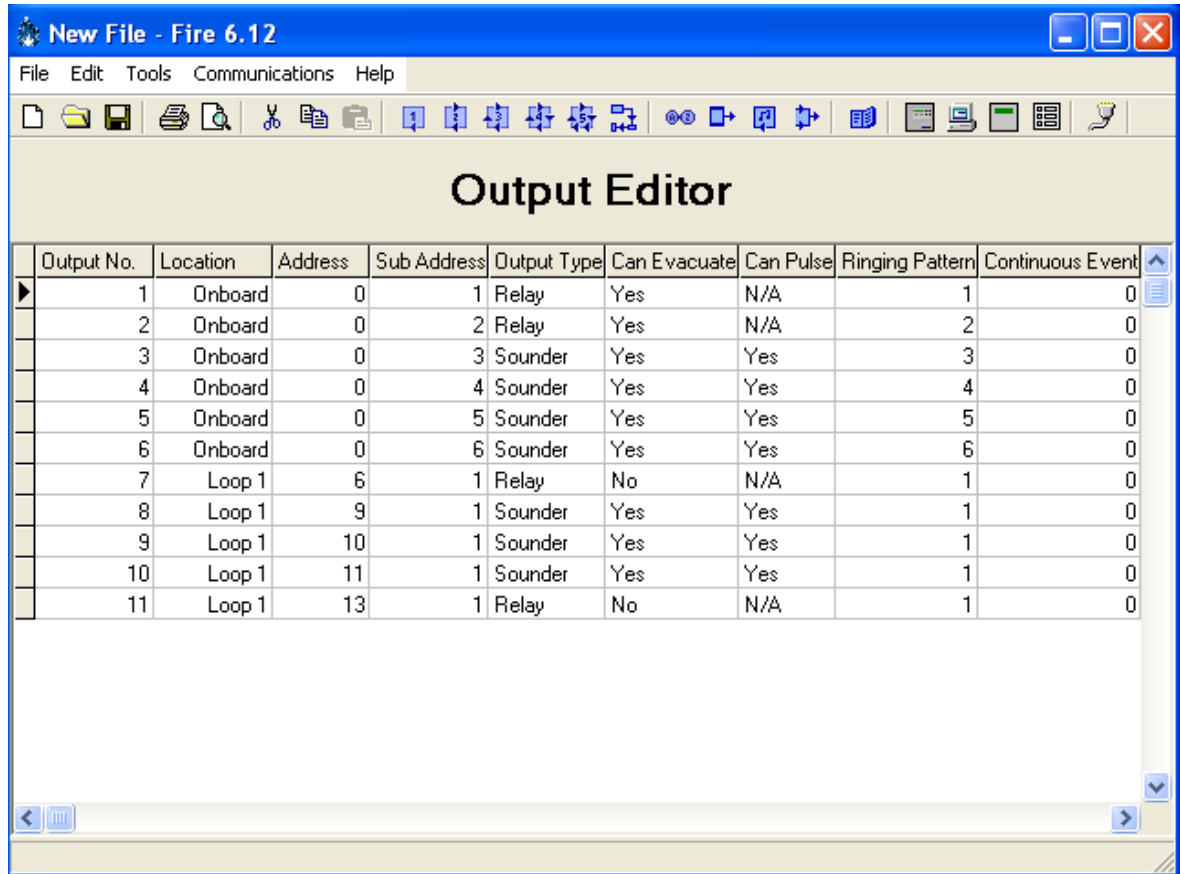 New File - Fire 6.12
File Edit Tools Communications Help
Output Editor
Output No. Location Address Sub Address Output Type Can Evacuate Can Pulse Ringing Pattern Continuous Event
1 Onboard 0 1 Relay Yes N/A 1 0
2 Onboard 0 2 Relay Yes N/A 2 0
3 Onboard 0 3 Sounder Yes Yes 3 0
4 Onboard 0 4 Sounder Yes Yes 4 0
5 Onboard 0 5 Sounder Yes Yes 5 0
6 Onboard 0 6 Sounder Yes Yes 6 0
7 Loop 1 6 1 Relay No N/A 1 0
8 Loop 1 9 1 Sounder Yes Yes 1 0
9 Loop 1 10 1 Sounder Yes Yes 1 0
10 Loop 1 11 1 Sounder Yes Yes 1 0
11 Loop 1 13 1 Relay No N/A 1 0